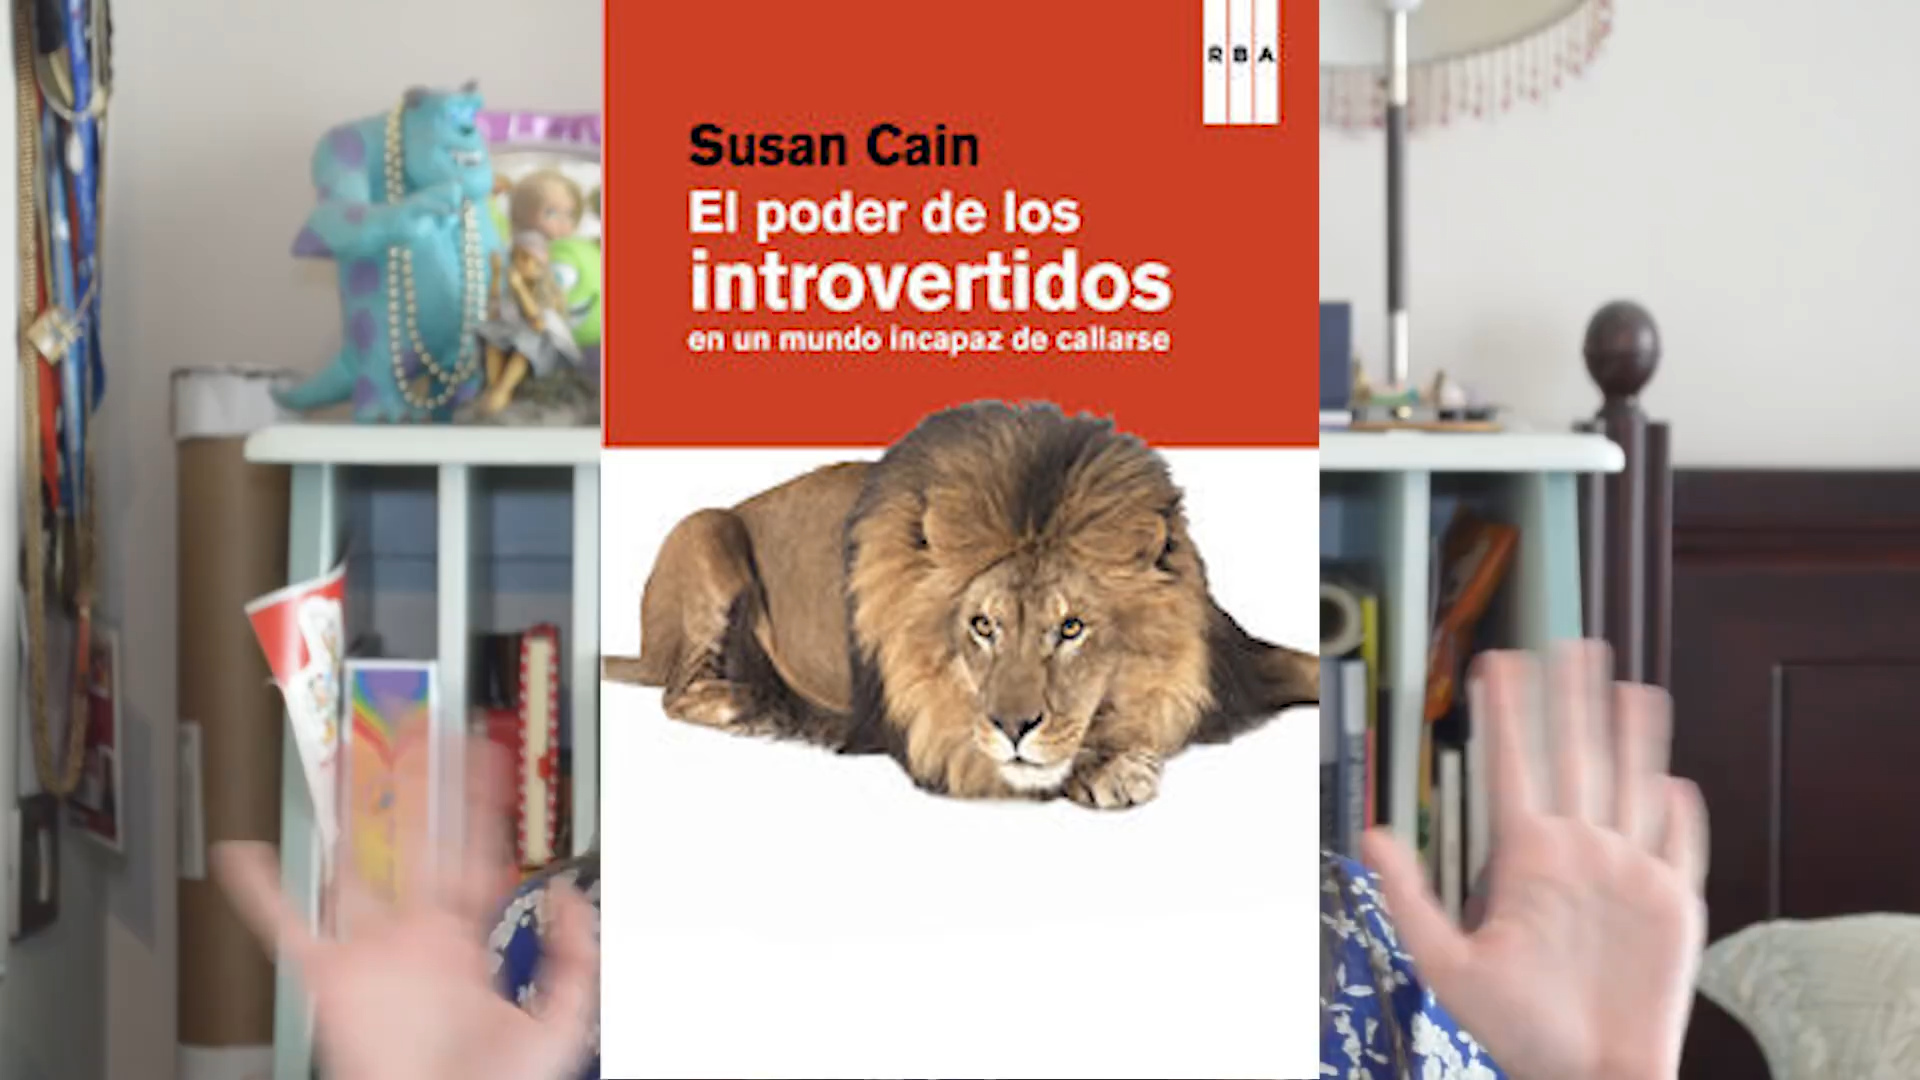 RBA
Susan Cain
El poder de los
introvertidos
en un mundo incapaz de callarse